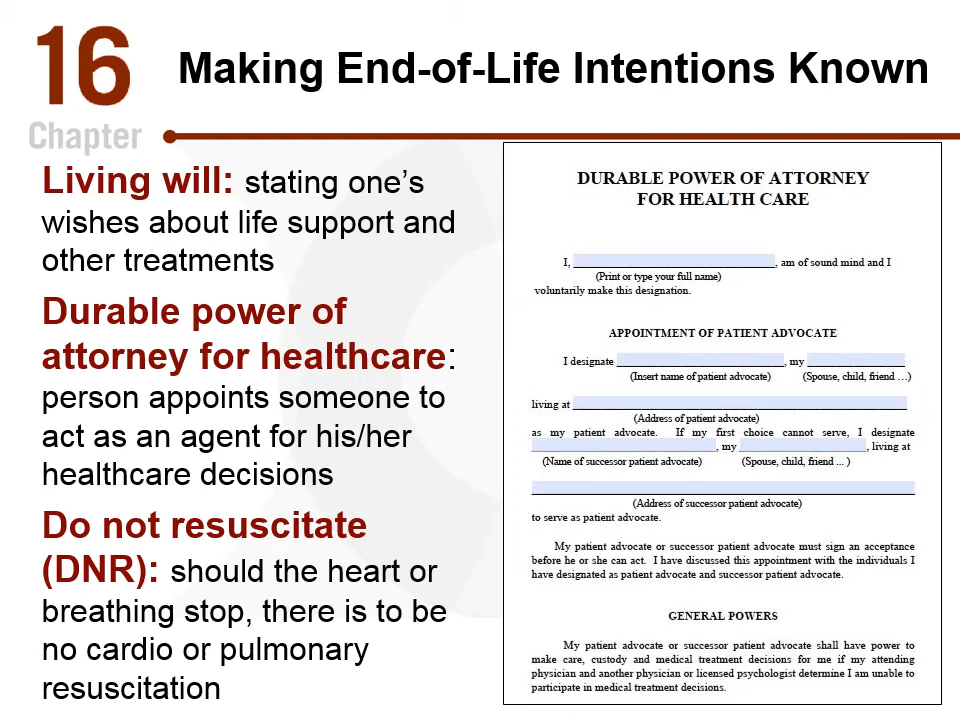 16
Chapter
Making End-of-Life Intentions Known
Living will: stating one’s
wishes about life support and
other treatments
Durable power of
attorney for healthcare:
person appoints someone to
act as an agent for his/her
healthcare decisions
Do not resuscitate
(DNR): should the heart or
breathing stop, there is to be
no cardio or pulmonary
resuscitation
DURABLE POWER OF ATTORNEY
FOR HEALTH CARE
I, , am of sound mind and I
(Print or type your full name)
voluntarily make this designation.
APPOINTMENT OF PATIENT ADVOCATE
I designate , my
(Insert name of patient advocate) (Spouse, child, friend …)
living at
(Address of patient advocate)
as my patient advocate. If my first choice cannot serve, I designate
, my , living at
(Name of successor patient advocate) (Spouse, child, friend ... )
(Address of successor patient advocate)
to serve as patient advocate.
My patient advocate or successor patient advocate must sign an acceptance
before he or she can act. I have discussed this appointment with the individuals I
have designated as patient advocate and successor patient advocate.
GENERAL POWERS
My patient advocate or successor patient advocate shall have power to
make care, custody and medical treatment decisions for me if my attending
physician and another physician or licensed psychologist determine I am unable to
participate in medical treatment decisions.